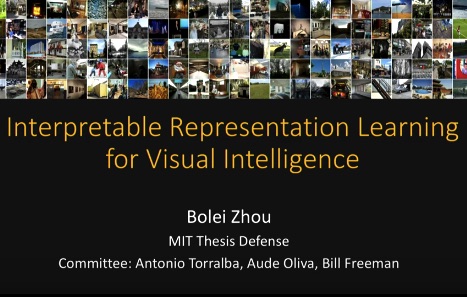 Interpretable Representation Learning
for Visual Intelligence
Bolei Zhou
MIT Thesis Defense
Committee: Antonio Torralba, Aude Oliva, Bill Freeman